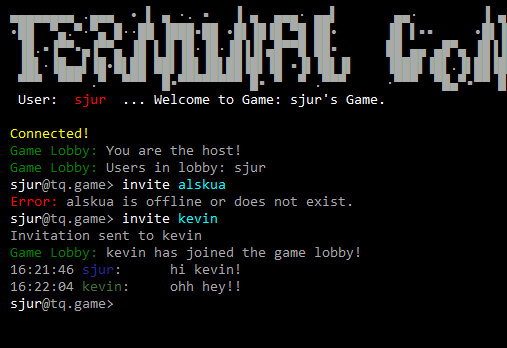 User:  sjur  ... Welcome to Game: sjur's Game.
Connected!
Game Lobby: You are the host!
Game Lobby: Users in lobby: sjur
sjur@tq.game> invite alskua
Error: alskua is offline or does not exist.
sjur@tq.game> invite kevin
Invitation sent to kevin
Game Lobby: kevin has joined the game lobby!
16:21:46 sjur:      hi kevin!
16:22:04 kevin:     ohh hey!!
sjur@tq.game>